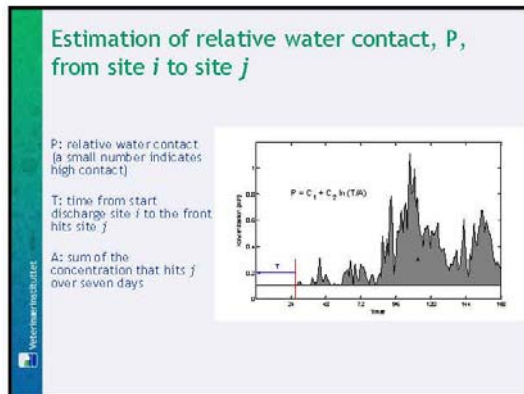 Estimation of relative water contact, P,
from site i to site j
P: relative water contact
(a small number indicates
high contact)
T: time from start
discharge site i to the front
hits site j
A: sum of the
concentration that hits j
over seven days
P = C1 + C2 ln (T/A)
T
A
Veterinærinstituttet